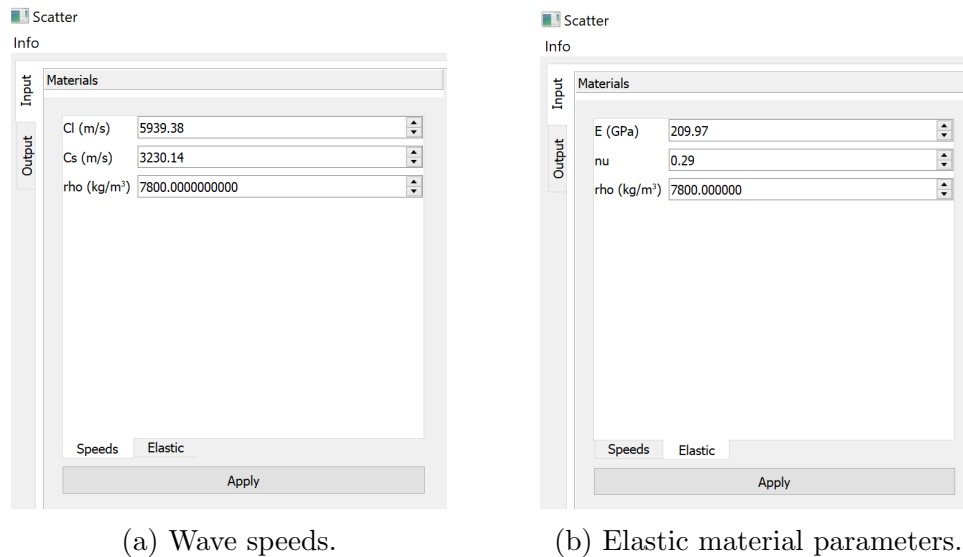 Scatter
Info
Input
Output
Materials
Cl (m/s) 5939.38
Cs (m/s) 3230.14
rho (kg/m³) 7800.0000000000
Speeds Elastic
Apply
(a) Wave speeds.
Scatter
Info
Input
Output
Materials
E (GPa) 209.97
nu 0.29
rho (kg/m³) 7800.000000
Speeds Elastic
Apply
(b) Elastic material parameters.